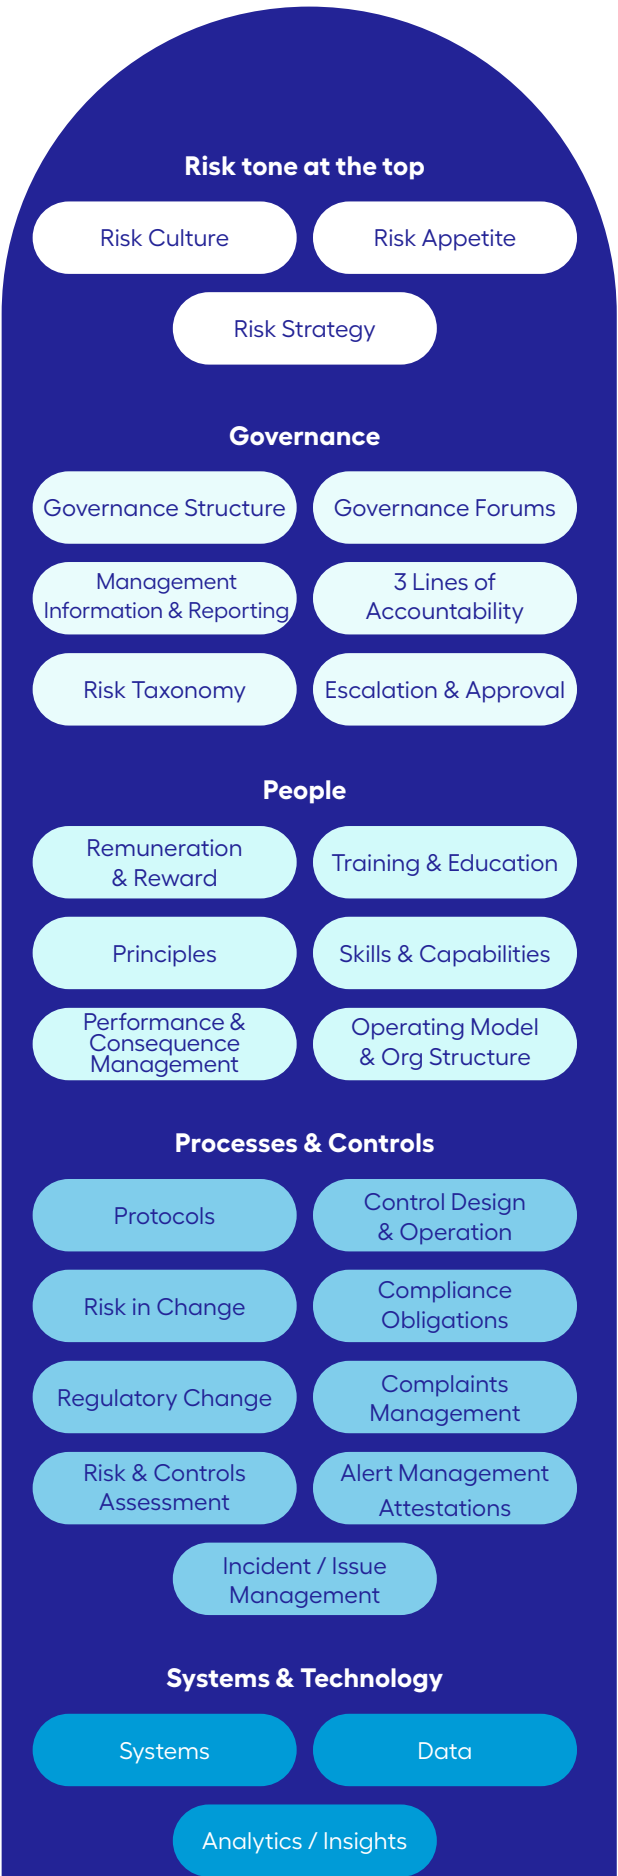 Risk tone at the top
Risk Culture
Risk Appetite
Risk Strategy
Governance
Governance Structure
Governance Forums
Management
Information & Reporting
3 Lines of
Accountability
Risk Taxonomy
Escalation & Approval
People
Remuneration
& Reward
Training & Education
Principles
Skills & Capabilities
Performance &
Consequence
Management
Operating Model
& Org Structure
Processes & Controls
Protocols
Control Design
& Operation
Risk in Change
Compliance
Obligations
Regulatory Change
Complaints
Management
Risk & Controls
Assessment
Alert Management
Attestations
Incident / Issue
Management
Systems & Technology
Systems
Data
Analytics / Insights